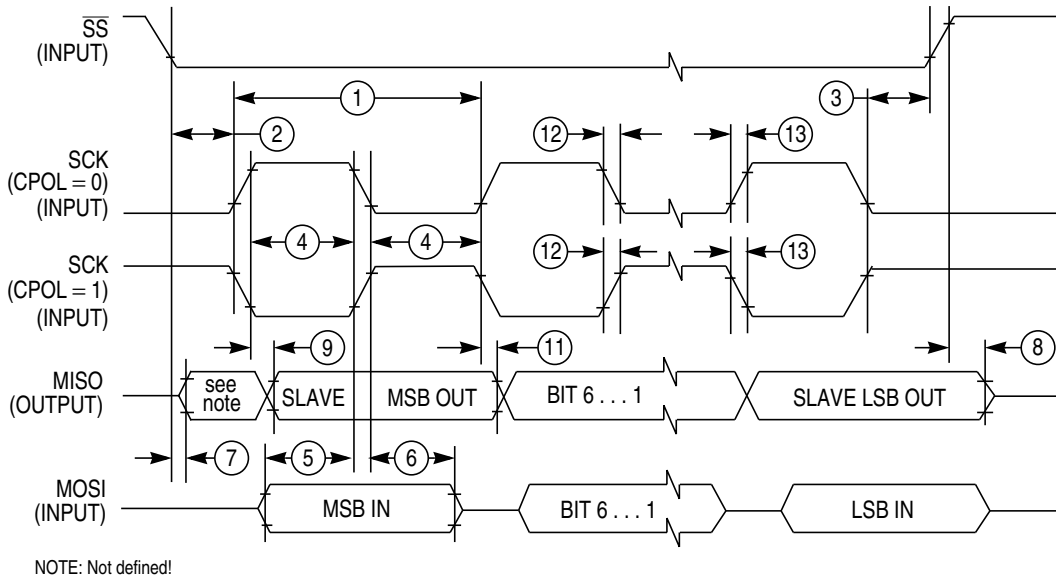 SS
(INPUT)
1
3
2
12
13
SCK
(CPOL = 0)
(INPUT)
4
4
12
13
SCK
(CPOL = 1)
(INPUT)
9
11
8
MISO
(OUTPUT)
see
note
SLAVE
MSB OUT
BIT 6 . . . 1
SLAVE LSB OUT
7
5
6
MOSI
(INPUT)
MSB IN
BIT 6 . . . 1
LSB IN
NOTE: Not defined!